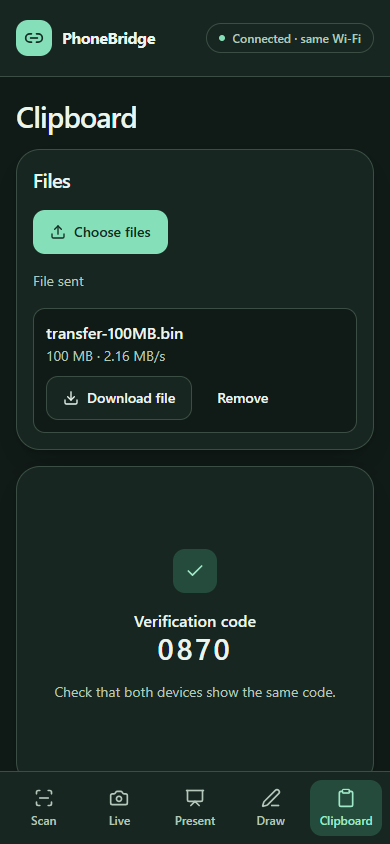 PhoneBridge
Connected · same Wi-Fi
Clipboard
Files
Choose files
File sent
transfer-100MB.bin
100 MB · 2.16 MB/s
Download file
Remove
Verification code
0870
Check that both devices show the same code.
Scan
Live
Present
Draw
Clipboard